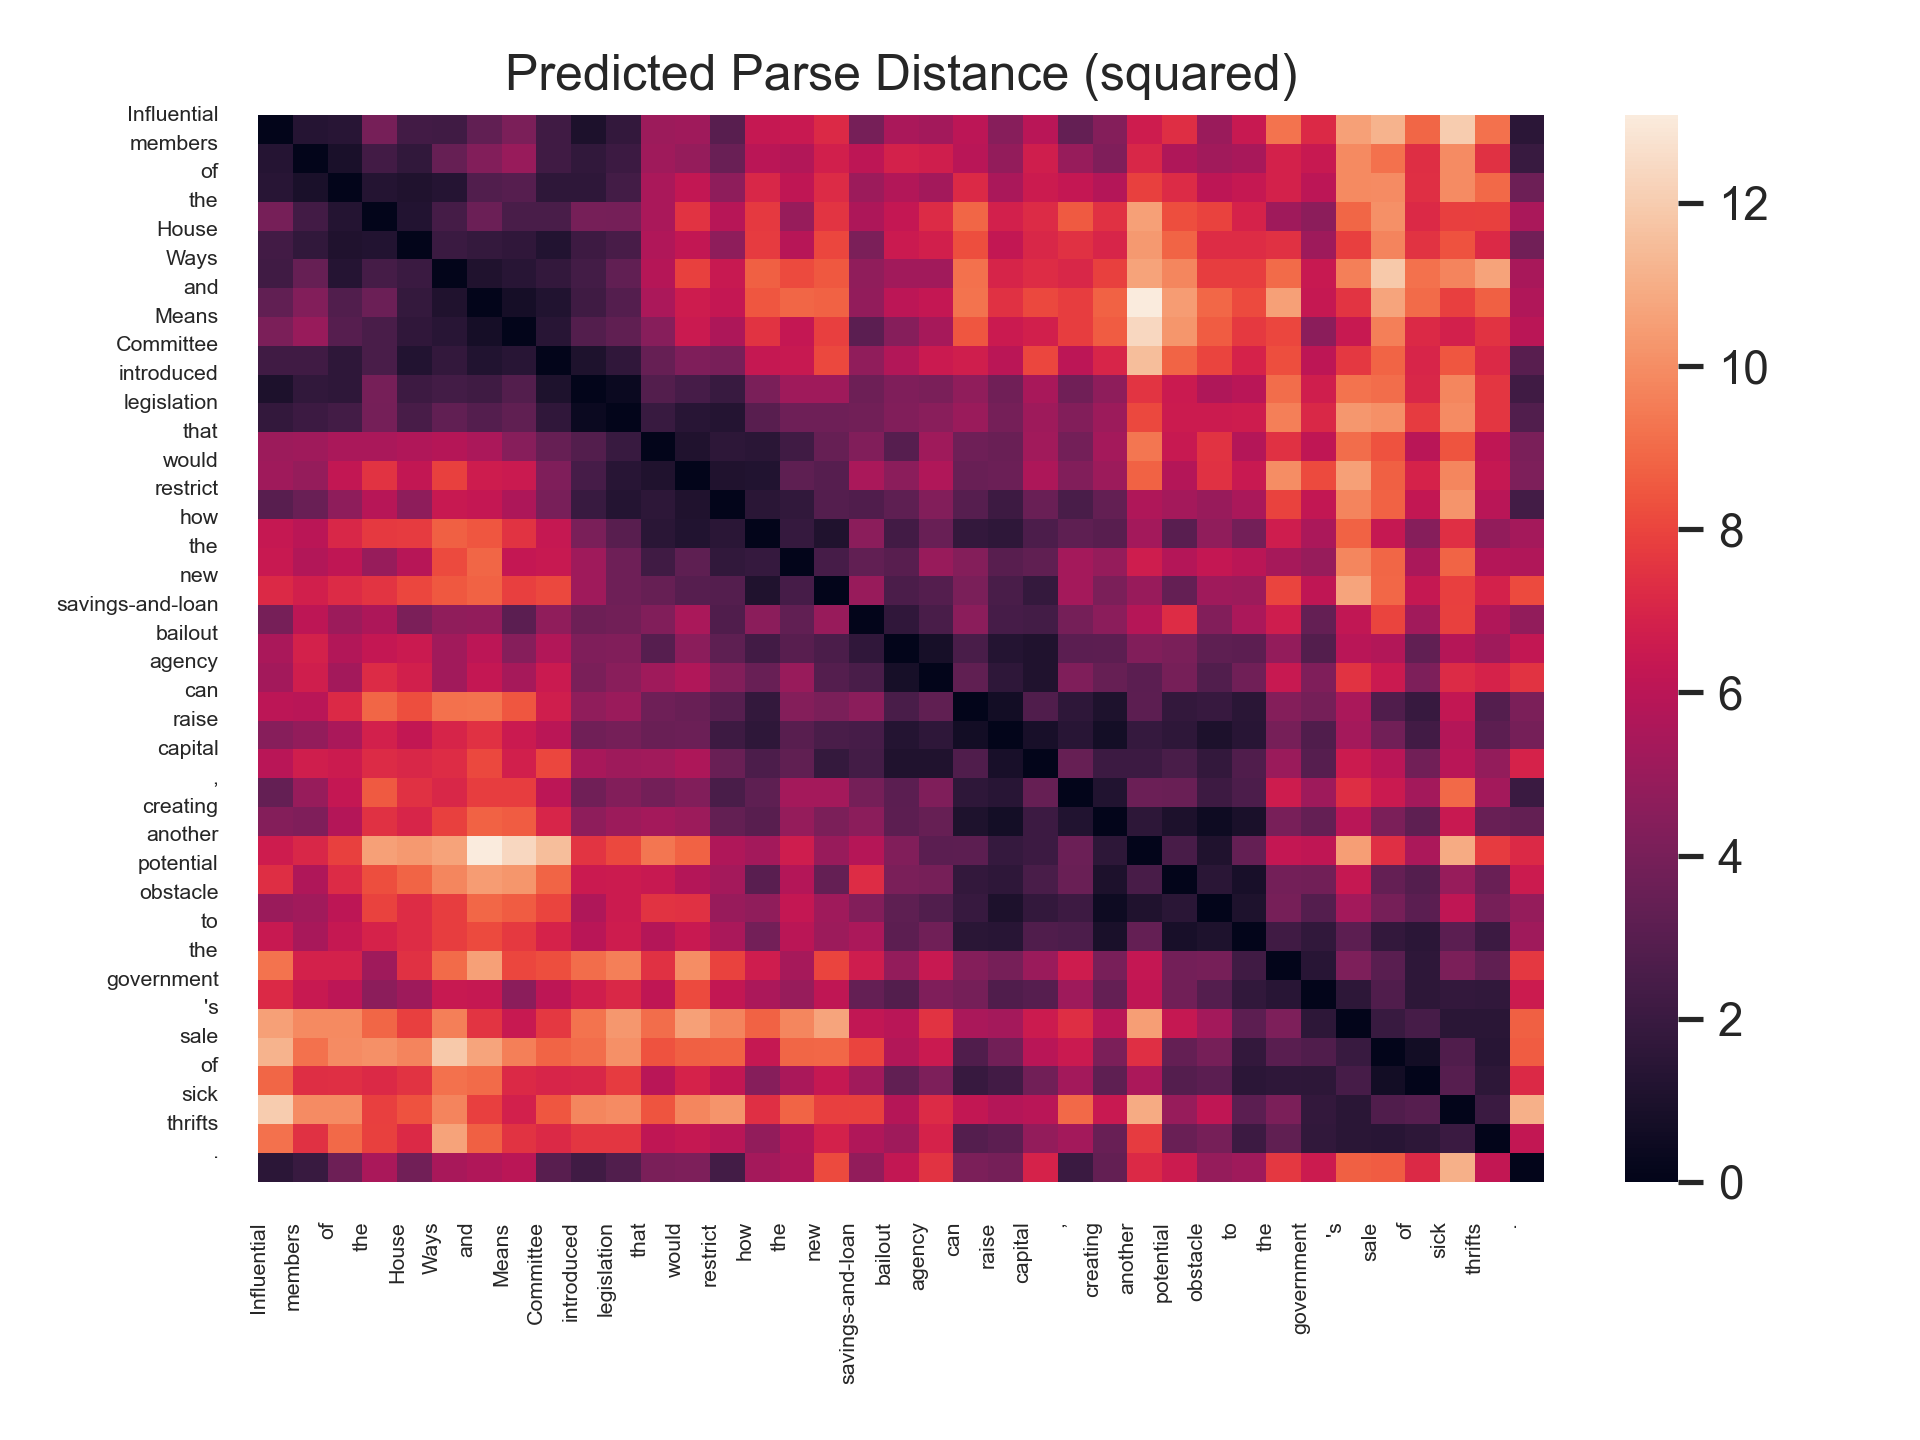 Predicted Parse Distance (squared)
Influential
members
of
the
House
Ways
and
Means
Committee
introduced
legislation
that
would
restrict
how
the
new
savings-and-loan
bailout
agency
can
raise
capital
,
creating
another
potential
obstacle
to
the
government
's
sale
of
sick
thrifts
.
12
10
8
6
4
2
0
Influential
members
of
the
House
Ways
and
Means
Committee
introduced
legislation
that
would
restrict
how
the
new
savings-and-loan
bailout
agency
can
raise
capital
,
creating
another
potential
obstacle
to
the
government
's
sale
of
sick
thrifts
.